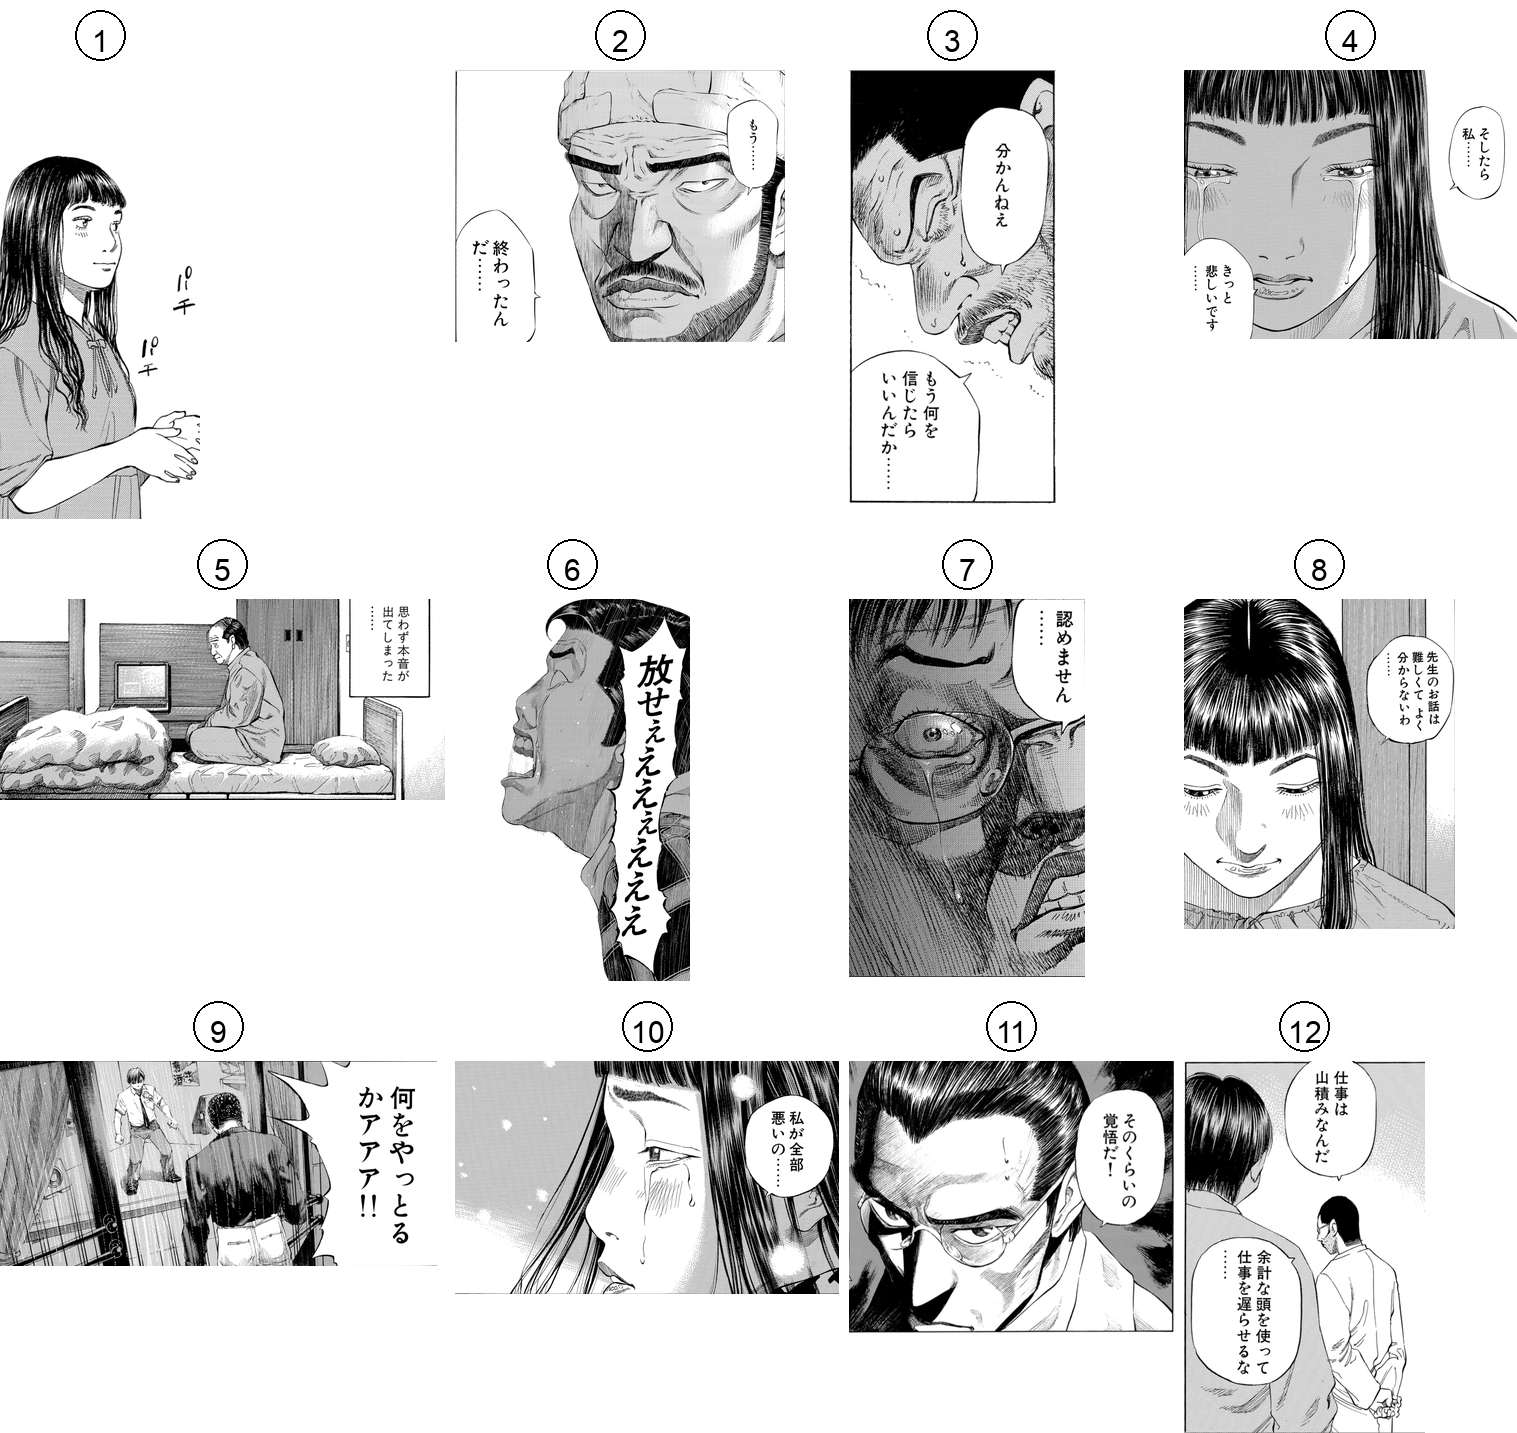 1
パチ
パチ
2
もう……
終わったん
だ……
3
分かんねえ
もう何を
信じたら
いいんだか……
4
そしたら
私……
きっと
悲しいです
……
5
思わず本音が
出てしまった
……
6
放せぇええぇえええ
7
認めません
……
8
先生のお話は
難しくて よく
分からないわ
……
9
何をやっとる
かアアア!!
10
私が全部
悪いの……
11
そのくらいの
覚悟だ!
12
仕事は
山積みなんだ
余計な頭を使って
仕事を遅らせるな
……